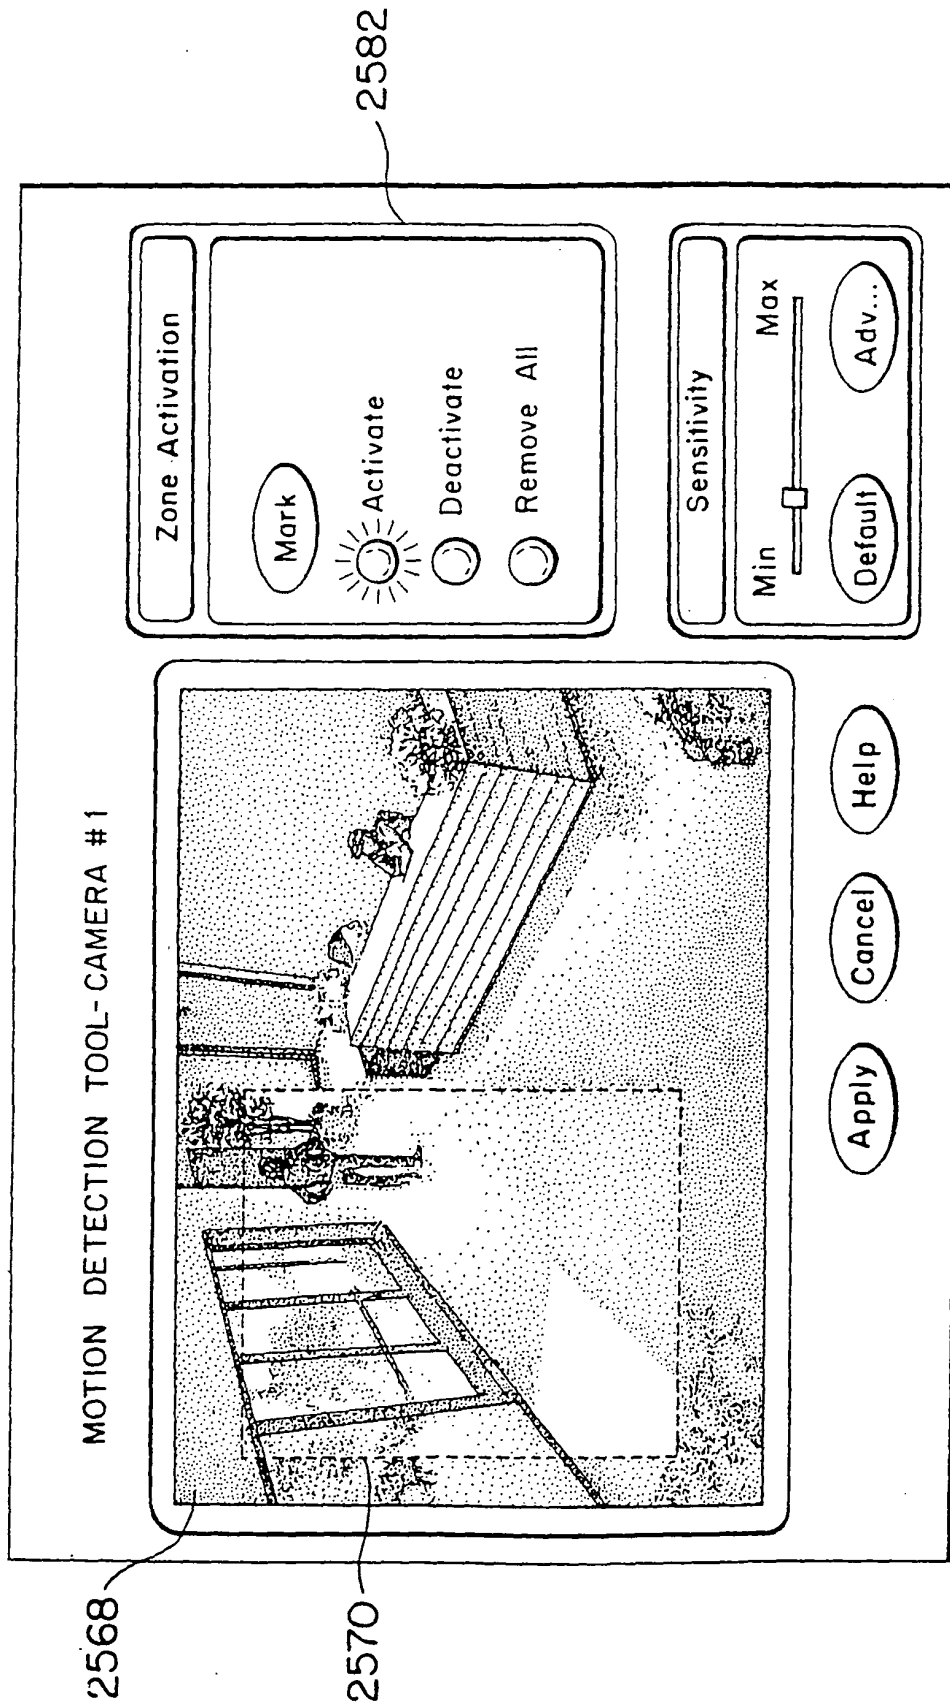 MOTION DETECTION TOOL-CAMERA #1
2568
2570
Zone Activation
2582
Mark
Activate
Deactivate
Remove All
Sensitivity
Min Max
Default Adv...
Apply Cancel Help